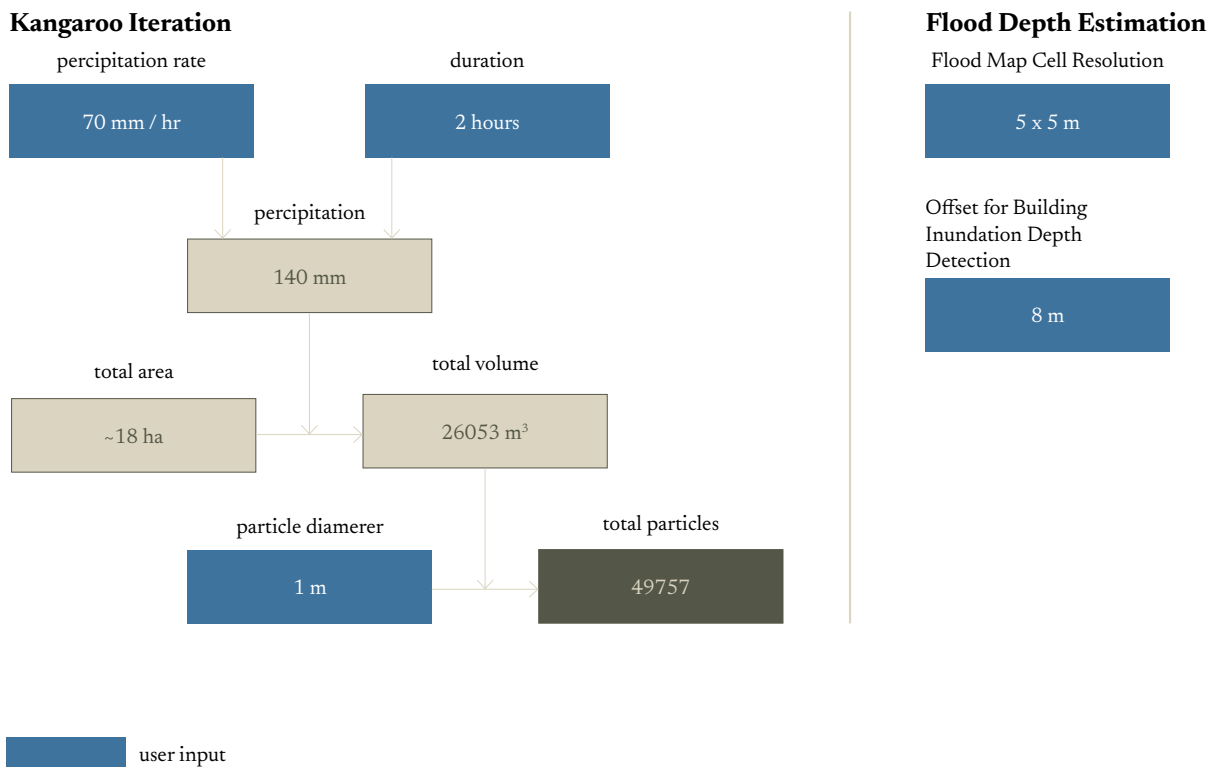 Kangaroo Iteration
percipitation rate
duration
70 mm / hr
2 hours
percipitation
140 mm
total area
total volume
~18 ha
26053 m³
particle diamerer
total particles
1 m
49757
user input
Flood Depth Estimation
Flood Map Cell Resolution
5 x 5 m
Offset for Building
Inundation Depth
Detection
8 m